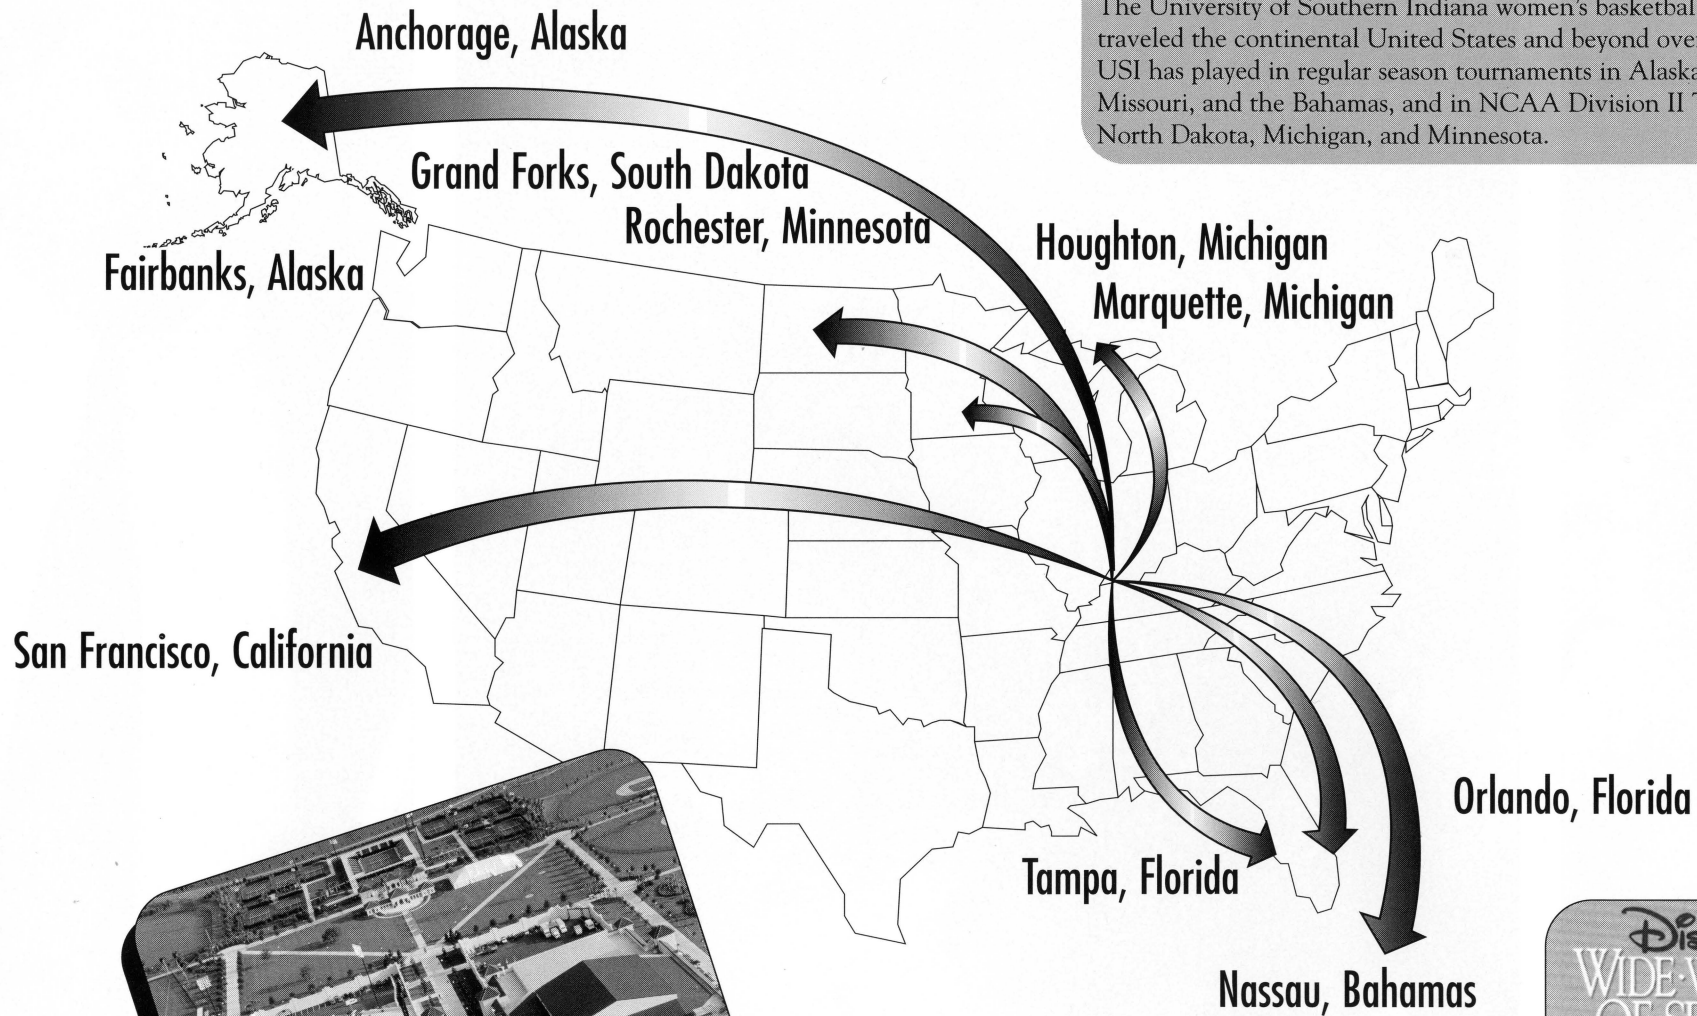 The University of Southern Indiana women's
traveled the continental United States and beyond
USI has played in regular season tournaments in
Missouri, and the Bahamas, and in NCAA Division II
North Dakota, Michigan, and Minnesota.
Anchorage, Alaska
Grand Forks, South Dakota
Rochester, Minnesota
Houghton, Michigan
Fairbanks, Alaska
Marquette, Michigan
San Francisco, California
Orlando, Florida
Tampa, Florida
Nassau, Bahamas